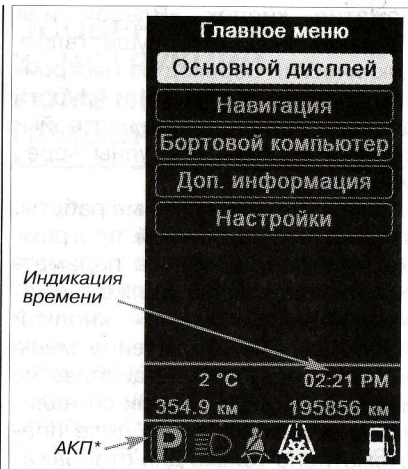 Главное меню
Основной дисплей
Навигация
Бортовой компьютер
Доп. информация
Настройки
Индикация
времени
2 °C 02:21 PM
354.9 км 195856 км
АКП*
P